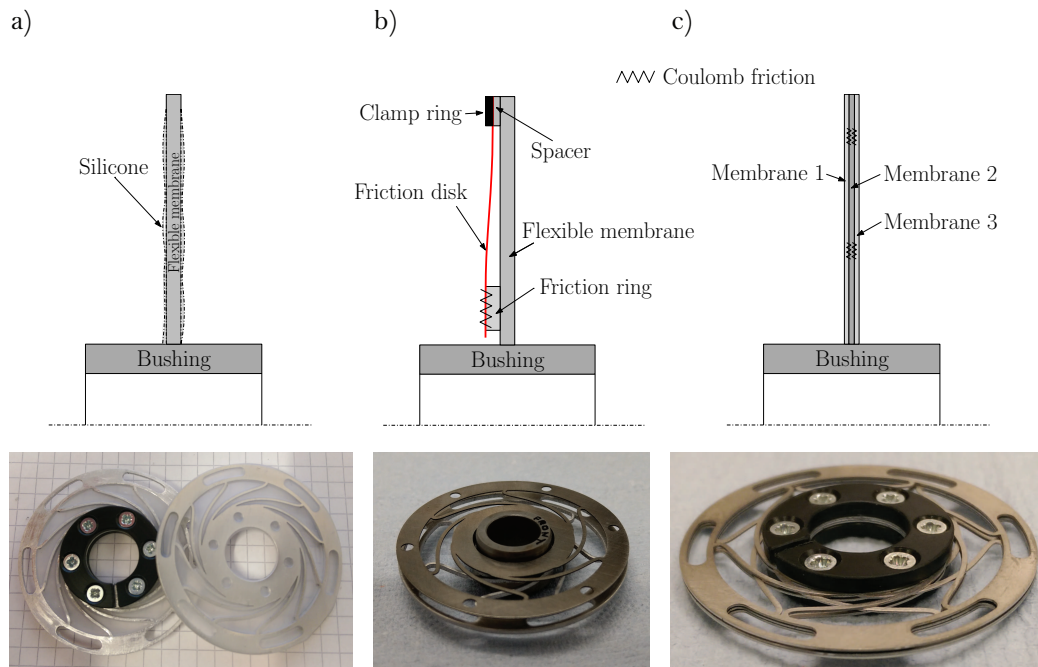 a)
b)
c)
Coulomb friction
Clamp ring
Spacer
Silicone
Flexible membrane
Membrane 1
Membrane 2
Friction disk
Membrane 3
Flexible membrane
Friction ring
Bushing
Bushing
Bushing